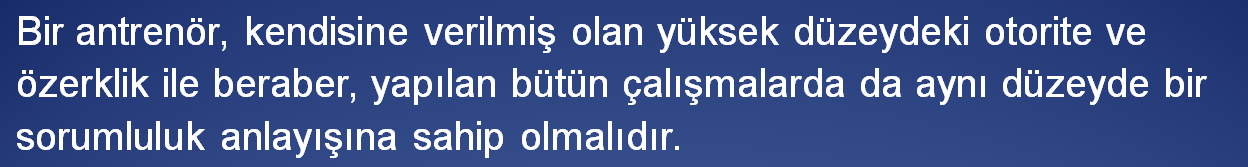 Bir antrenör, kendisine verilmiş olan yüksek düzeydeki otorite ve
özerklik ile beraber, yapılan bütün çalışmalarda da aynı düzeyde bir
sorumluluk anlayışına sahip olmalıdır.